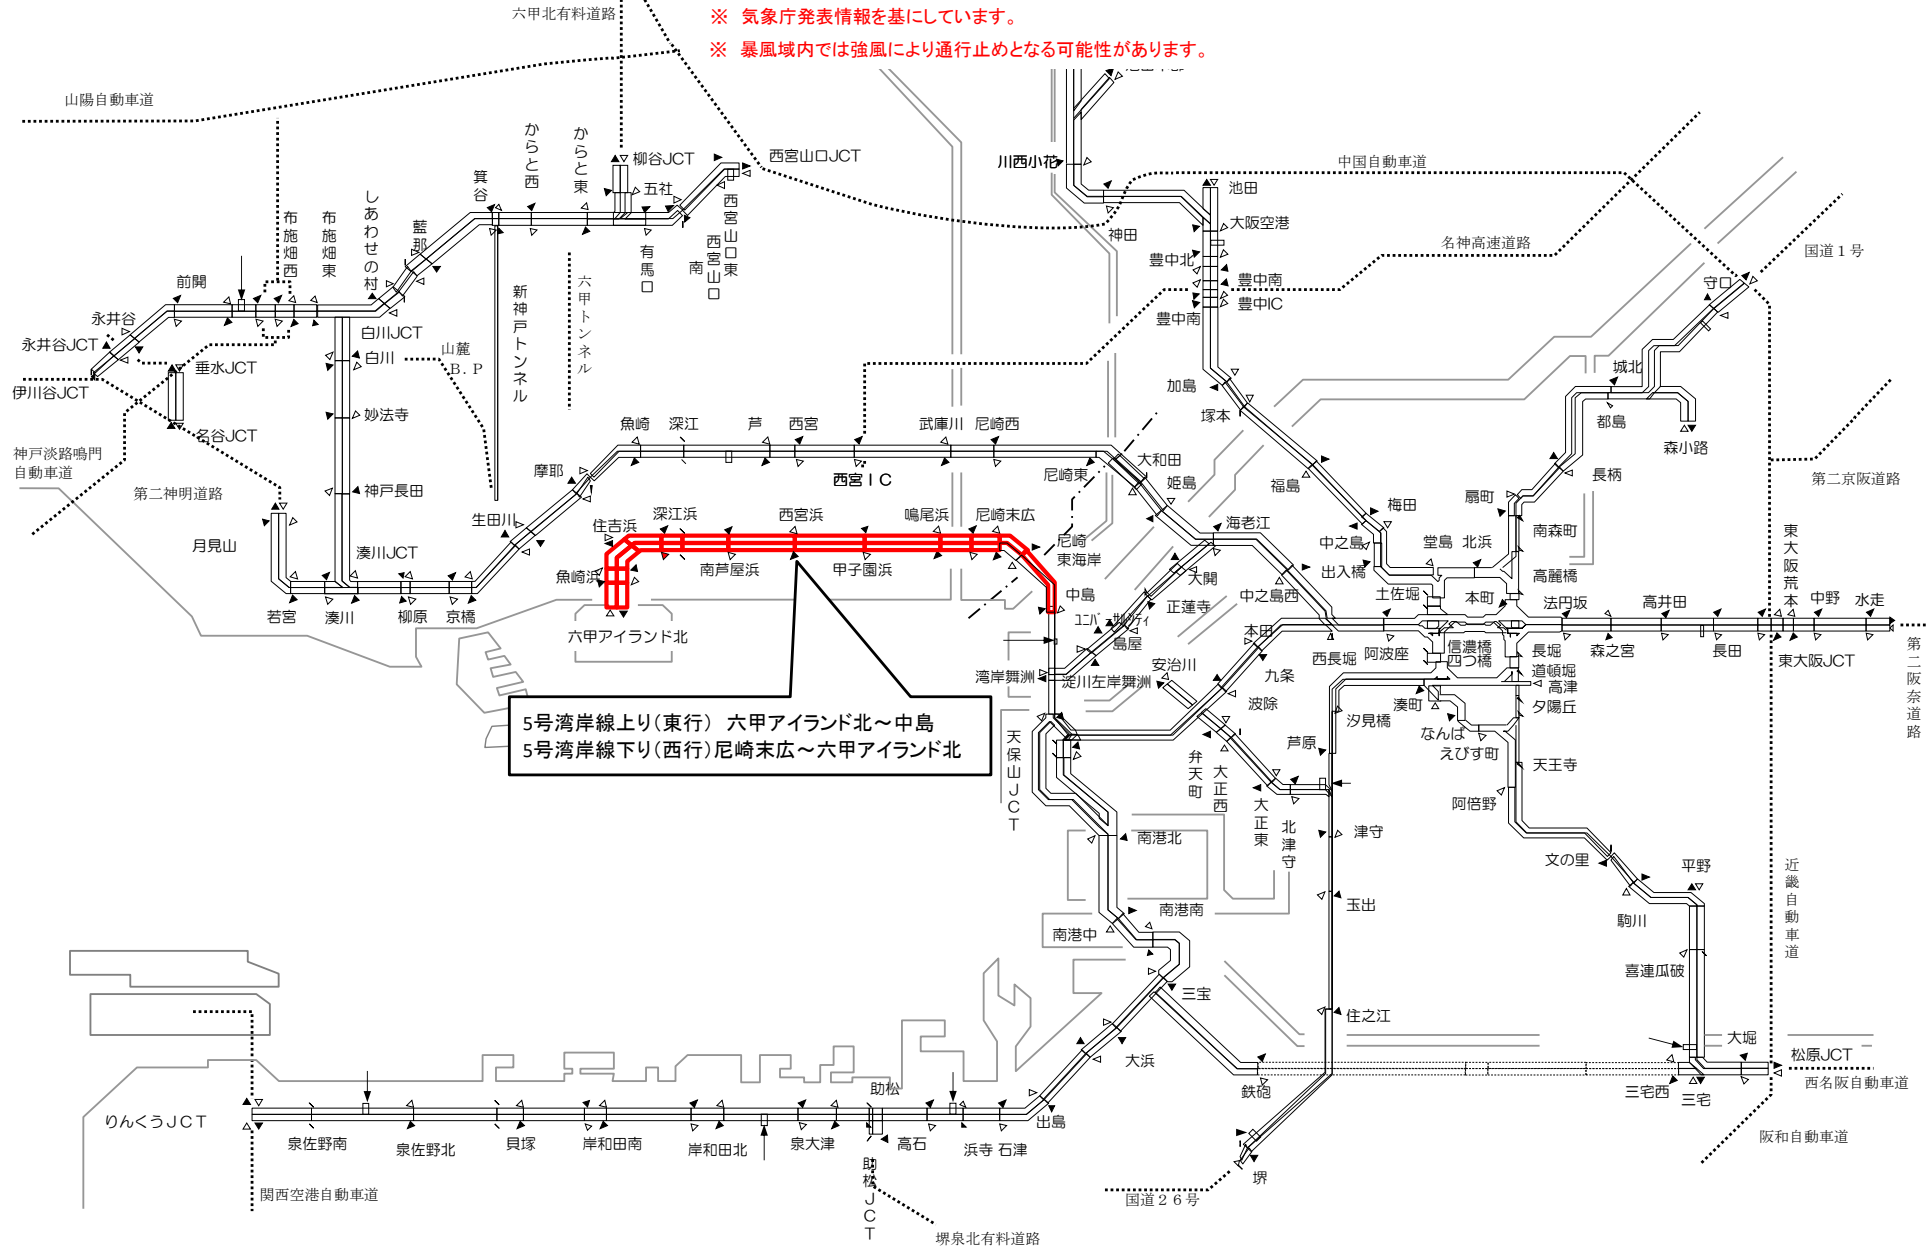 六甲北有料道路
※ 気象庁発表情報を基にしています。
※ 暴風域内では強風により通行止めとなる可能性があります。
山陽自動車道
からと西
からと東
柳谷JCT
西宮山口JCT
五社
箕谷
しあわせの村
布施畑西
布施畑東
藍那
前開
有馬口
西宮山口東
西宮山口南
新神戸トンネル
六甲トンネル
永井谷
永井谷JCT
伊川谷JCT
垂水JCT
名谷JCT
白川JCT
白川
山麓
B.P
妙法寺
神戸淡路鳴門
自動車道
第二神明道路
神戸長田
月見山
湊川JCT
若宮
湊川
柳原
京橋
生田川
摩耶
魚崎
深江
芦
西宮
武庫川
尼崎西
西宮IC
尼崎東
大和田
姫島
海老江
住吉浜
深江浜
西宮浜
鳴尾浜
尼崎末広
魚崎浜
南芦屋浜
甲子園浜
尼崎
東海岸
中島
六甲アイランド北
川西小花
神田
池田
大阪空港
豊中北
豊中南
豊中IC
豊中南
中国自動車道
名神高速道路
国道1号
守口
加島
塚本
城北
都島
森小路
長柄
福島
梅田
扇町
南森町
第二京阪道路
中之島
出入橋
堂島
北浜
高麗橋
東大阪荒本
大開
正蓮寺
中之島西
土佐堀
本町
法円坂
高井田
中野
水走
島屋
本田
安治川
淀川左岸舞洲
湾岸舞洲
西長堀
阿波座
信濃橋
四つ橋
長堀
道頓堀
高津
夕陽丘
森之宮
長田
東大阪JCT
第二阪奈道路
九条
波除
汐見橋
湊町
なんば
えびす町
天王寺
芦原
阿倍野
5号湾岸線上り(東行) 六甲アイランド北~中島
5号湾岸線下り(西行)尼崎末広~六甲アイランド北
天保山JCT
弁天町
大正西
大正東
北津守
津守
南港北
文の里
平野
近畿自動車道
駒川
玉出
南港南
南港中
喜連瓜破
三宝
住之江
大堀
松原JCT
西名阪自動車道
大浜
鉄砲
三宅西
三宅
りんくうJCT
泉佐野南
泉佐野北
貝塚
岸和田南
岸和田北
泉大津
助松
高石
浜寺
石津
出島
助松JCT
堺
阪和自動車道
関西空港自動車道
国道26号
堺泉北有料道路